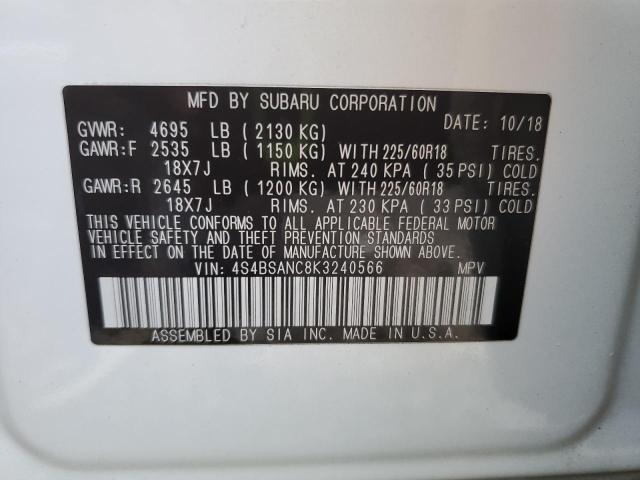 MFD BY SUBARU CORPORATION
GVWR: 4695 LB (2130 KG) DATE: 10/18
GAWR:F 2535 LB (1150 KG) WITH 225/60R18 TIRES.
18X7J RIMS. AT 240 KPA (35 PSI) COLD
GAWR:R 2645 LB (1200 KG) WITH 225/60R18 TIRES.
18X7J RIMS. AT 230 KPA (33 PSI) COLD
THIS VEHICLE CONFORMS TO ALL APPLICABLE FEDERAL MOTOR
VEHICLE SAFETY AND THEFT PREVENTION STANDARDS
IN EFFECT ON THE DATE OF MANUFACTURE SHOWN ABOVE.
VIN: 4S4BSANC8K3240566 MPV
ASSEMBLED BY SIA INC. MADE IN U.S.A.